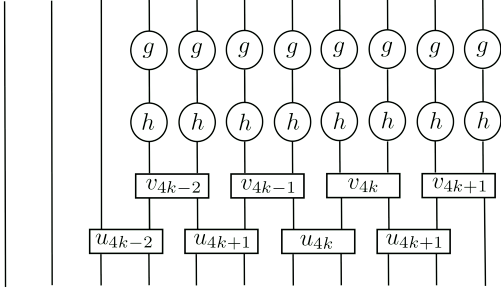 g g g g g g g g
h h h h h h h h
v_{4k-2} v_{4k-1} v_{4k} v_{4k+1}
u_{4k-2} u_{4k+1} u_{4k} u_{4k+1}